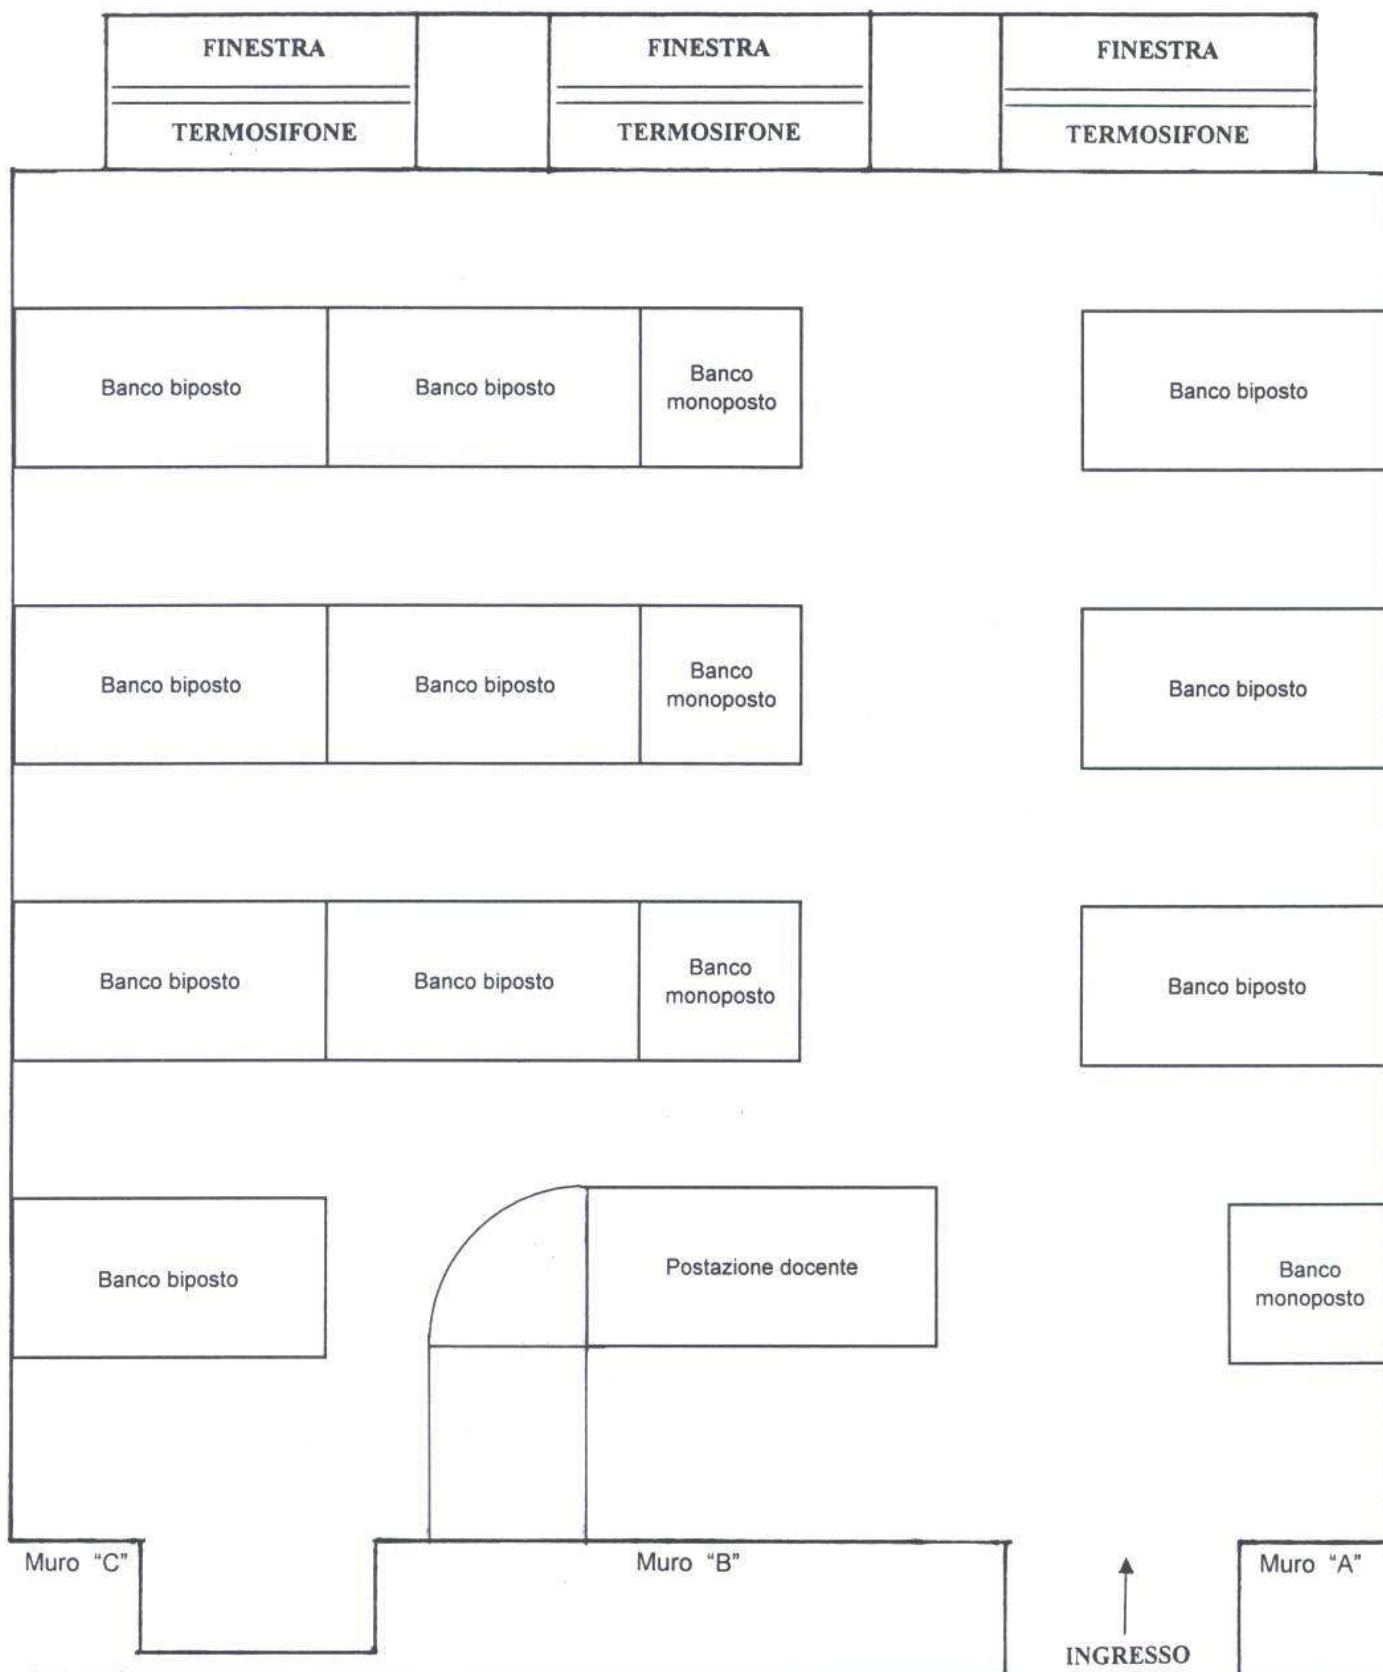 FINESTRA
FINESTRA
FINESTRA
TERMOSIFONE
TERMOSIFONE
TERMOSIFONE
Banco biposto
Banco biposto
Banco
monoposto
Banco biposto
Banco biposto
Banco biposto
Banco
monoposto
Banco biposto
Banco biposto
Banco biposto
Banco
monoposto
Banco biposto
Banco biposto
Postazione docente
Banco
monoposto
Muro "C"
Muro "B"
Muro "A"
INGRESSO